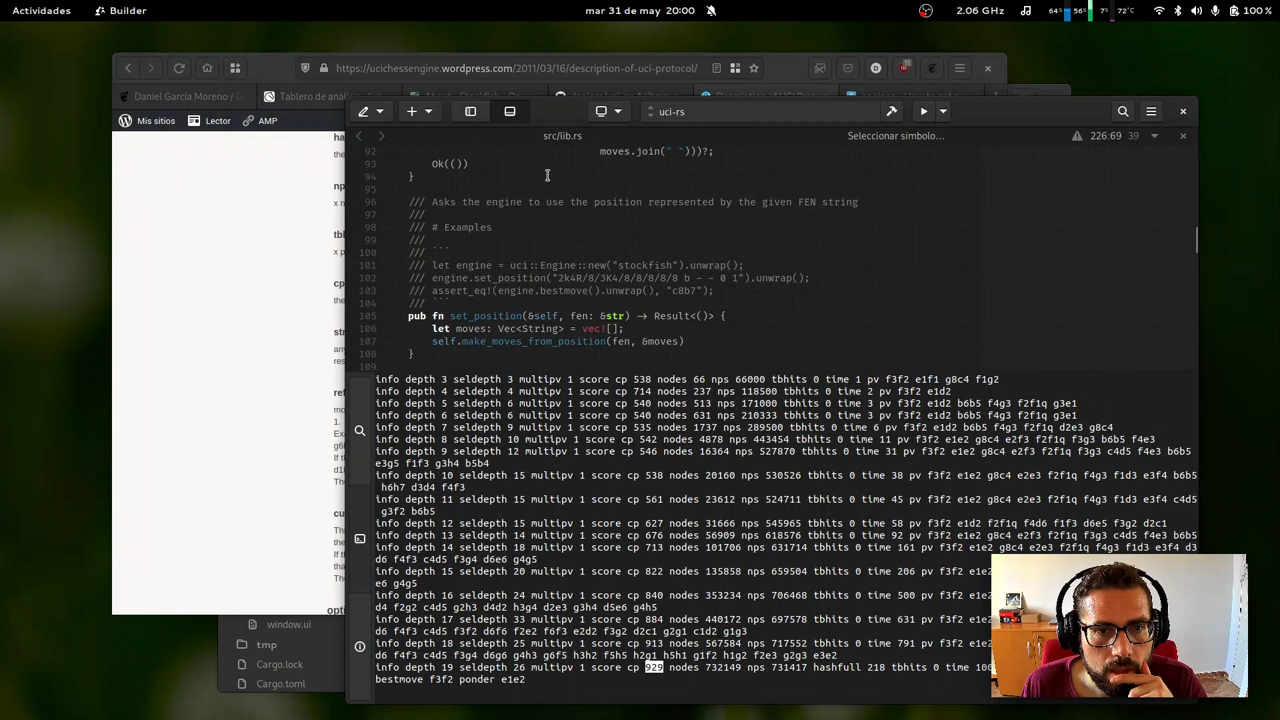 Actividades
Builder
mar 31 de may 20:00
2.06 GHz
64%
56%
7%
72°C
100 %
https://ucichessengine.wordpress.com/2011/03/16/description-of-uci-protocol/
Daniel García Moreno / G
Tablero de análisis
Mis sitios
Lector
AMP
uci-rs
src/lib.rs
Seleccionar símbolo…
226:69
39
92 moves.join(" ")))?;
93 Ok(())
94 }
95
96 /// Asks the engine to use the position represented by the given FEN string
97 ///
98 /// # Examples
99 ///
100 /// ```
101 /// let engine = uci::Engine::new("stockfish").unwrap();
102 /// engine.set_position("2k4R/8/3K4/8/8/8/8/8 b - - 0 1").unwrap();
103 /// assert_eq!(engine.bestmove().unwrap(), "c8b7");
104 /// ```
105 pub fn set_position(&self, fen: &str) -> Result<()> {
106 let moves: Vec<String> = vec![];
107 self.make_moves_from_position(fen, &moves)
108 }
109
info depth 3 seldepth 3 multipv 1 score cp 538 nodes 66 nps 66000 tbhits 0 time 1 pv f3f2 e1f1 g8c4 f1g2
info depth 4 seldepth 4 multipv 1 score cp 714 nodes 237 nps 118500 tbhits 0 time 2 pv f3f2 e1d2
info depth 5 seldepth 6 multipv 1 score cp 540 nodes 513 nps 171000 tbhits 0 time 3 pv f3f2 e1d2 b6b5 f4g3 f2f1q g3e1
info depth 6 seldepth 6 multipv 1 score cp 540 nodes 631 nps 210333 tbhits 0 time 3 pv f3f2 e1d2 b6b5 f4g3 f2f1q g3e1
info depth 7 seldepth 9 multipv 1 score cp 535 nodes 1737 nps 289500 tbhits 0 time 6 pv f3f2 e1d2 b6b5 f4g3 f2f1q d2e3 g8c4
info depth 8 seldepth 10 multipv 1 score cp 542 nodes 4878 nps 443454 tbhits 0 time 11 pv f3f2 e1e2 g8c4 e2f3 f2f1q f3g3 b6b5 f4e3
info depth 9 seldepth 12 multipv 1 score cp 546 nodes 16364 nps 527870 tbhits 0 time 31 pv f3f2 e1e2 g8c4 e2f3 f2f1q f3g3 c4d5 f4e3 b6b5
e3g5 f1f3 g3h4 b5b4
info depth 10 seldepth 15 multipv 1 score cp 538 nodes 20160 nps 530526 tbhits 0 time 38 pv f3f2 e1e2 g8c4 e2e3 f2f1q f4g3 f1d3 e3f4 b6b5
h6h7 d3d4 f4f3
info depth 11 seldepth 15 multipv 1 score cp 561 nodes 23612 nps 524711 tbhits 0 time 45 pv f3f2 e1e2 g8c4 e2e3 f2f1q f4g3 f1d3 e3f4 c4d5
g3f2 b6b5
info depth 12 seldepth 15 multipv 1 score cp 627 nodes 31666 nps 545965 tbhits 0 time 58 pv f3f2 e1d2 f2f1q f4d6 f1f3 d6e5 f3g2 d2c1
info depth 13 seldepth 14 multipv 1 score cp 676 nodes 56909 nps 618576 tbhits 0 time 92 pv f3f2 e1e2 g8c4 e2e3 f2f1q f4g3 f1d3 e3f4 b6b5
info depth 14 seldepth 18 multipv 1 score cp 713 nodes 101706 nps 631714 tbhits 0 time 161 pv f3f2 e1e2 g8c4 e2e3 f2f1q f4g3 f1d3 e3f4 d3
d6 f4f3 c4d5 f3f4 d6e6 g4g5
info depth 15 seldepth 20 multipv 1 score cp 822 nodes 135858 nps 659504 tbhits 0 time 206 pv f3f2 e1e2
e6 g4g5
info depth 16 seldepth 24 multipv 1 score cp 840 nodes 353234 nps 706468 tbhits 0 time 500 pv f3f2 e1e2
d4 f2g2 c4d5 g2h3 d4d2 h3g4 d2e3 g3h4 d5e6 g4h5
info depth 17 seldepth 33 multipv 1 score cp 884 nodes 440172 nps 697578 tbhits 0 time 631 pv f3f2 e1e2
d6 f4f3 c4d5 f3f2 d6f6 f2e2 f6f3 e2d2 f3g2 d2c1 g2g1 c1d2 g1g3
info depth 18 seldepth 25 multipv 1 score cp 913 nodes 567584 nps 717552 tbhits 0 time 791 pv f3f2 e1e2
d6 f4f3 c4d5 f3g4 d6g6 g4h3 g6f5 h3h2 f5h5 h2g1 h5h1 g1f2 h1g2 f2e3 g2g3 e3e2
info depth 19 seldepth 26 multipv 1 score cp 929 nodes 732149 nps 731417 hashfull 218 tbhits 0 time 100
bestmove f3f2 ponder e1e2
window.ui
tmp
Cargo.lock
Cargo.toml